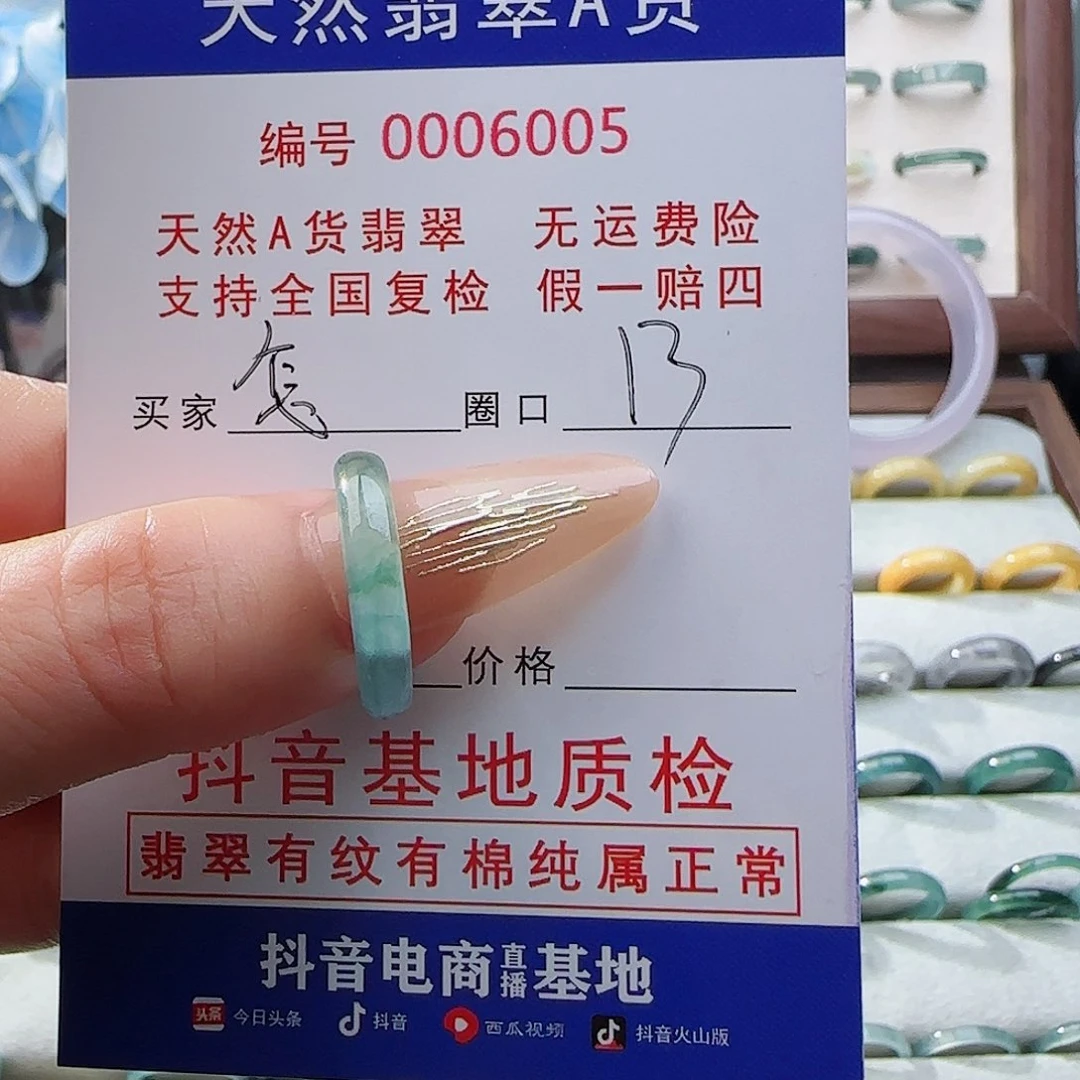 天然翡翠A货
编号 0006005
天然A货翡翠 无运费险
支持全国复检 假一赔四
买家 圈口 13
价格
抖音基地质检
翡翠有纹有棉纯属正常
抖音电商直播基地
头条 今日头条 抖音 西瓜视频 抖音火山版